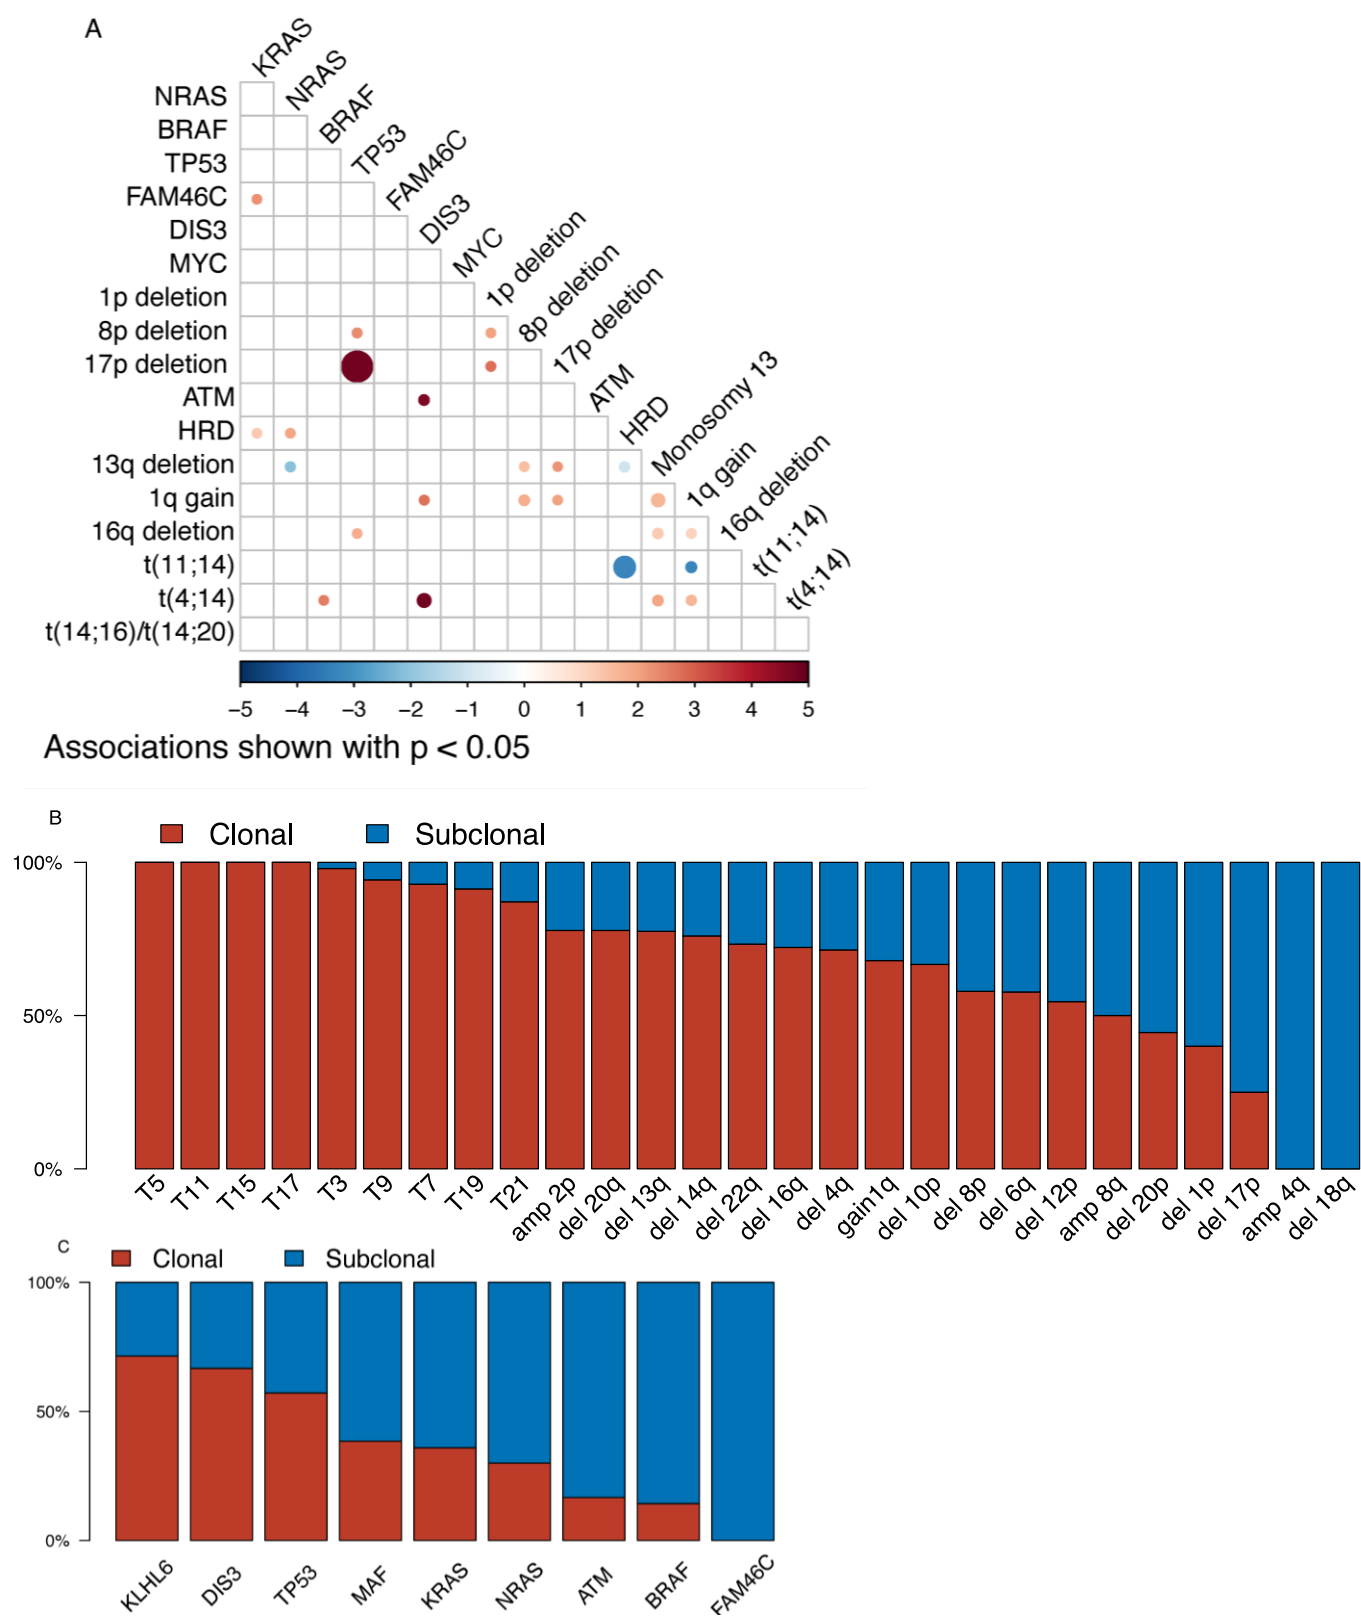 A
KRAS
NRAS
BRAF
TP53
FAM46C
DIS3
MYC
1p deletion
8p deletion
17p deletion
ATM
HRD
Monosomy 13
1q gain
16q deletion
t(11;14)
t(4;14)
NRAS
BRAF
TP53
FAM46C
DIS3
MYC
1p deletion
8p deletion
17p deletion
ATM
HRD
13q deletion
1q gain
16q deletion
t(11;14)
t(4;14)
t(14;16)/t(14;20)
−5 −4 −3 −2 −1 0 1 2 3 4 5
Associations shown with p < 0.05
B
Clonal Subclonal
100%
50%
0%
T5 T11 T15 T17 T3 T9 T7 T19 T21 amp 2p del 20q del 13q del 14q del 22q del 16q del 4q gain1q del 10p del 8p del 6q del 12p amp 8q del 20p del 1p del 17p amp 4q del 18q
C
Clonal Subclonal
100%
50%
0%
KLHL6 DIS3 TP53 MAF KRAS NRAS ATM BRAF FAM46C